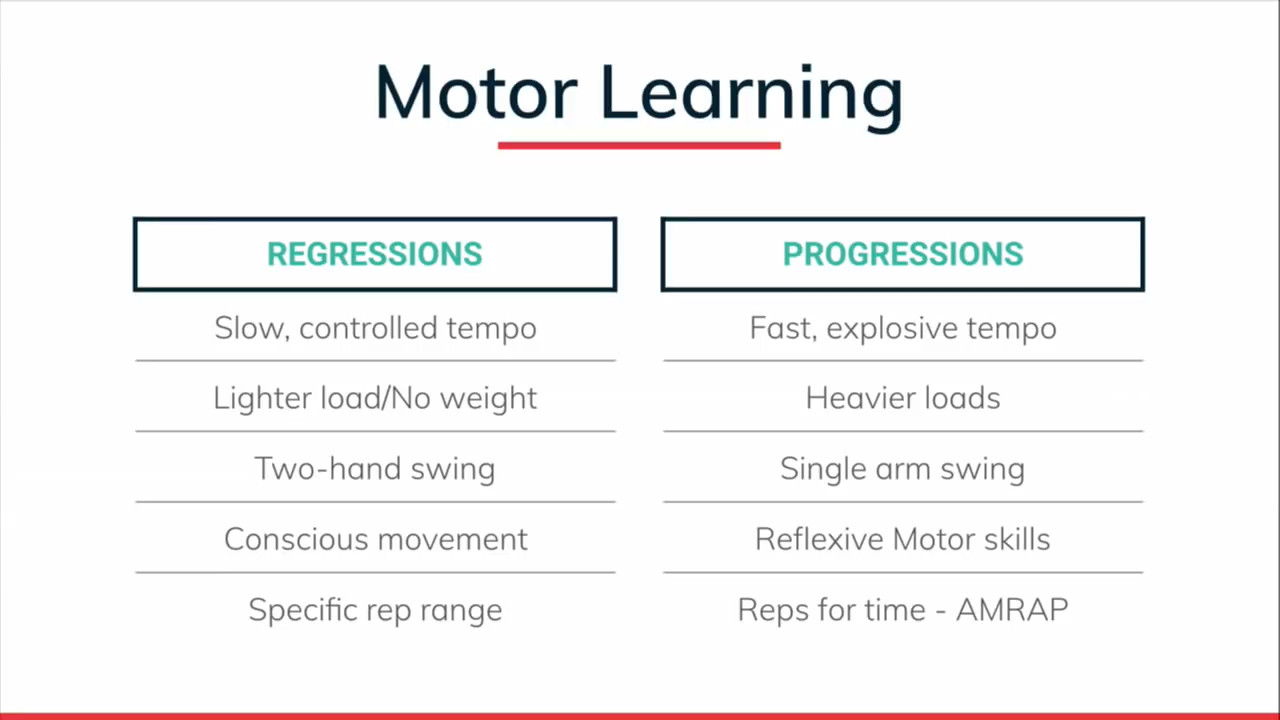 Motor Learning
REGRESSIONS
PROGRESSIONS
Slow, controlled tempo
Fast, explosive tempo
Lighter load/No weight
Heavier loads
Two-hand swing
Single arm swing
Conscious movement
Reflexive Motor skills
Specific rep range
Reps for time - AMRAP